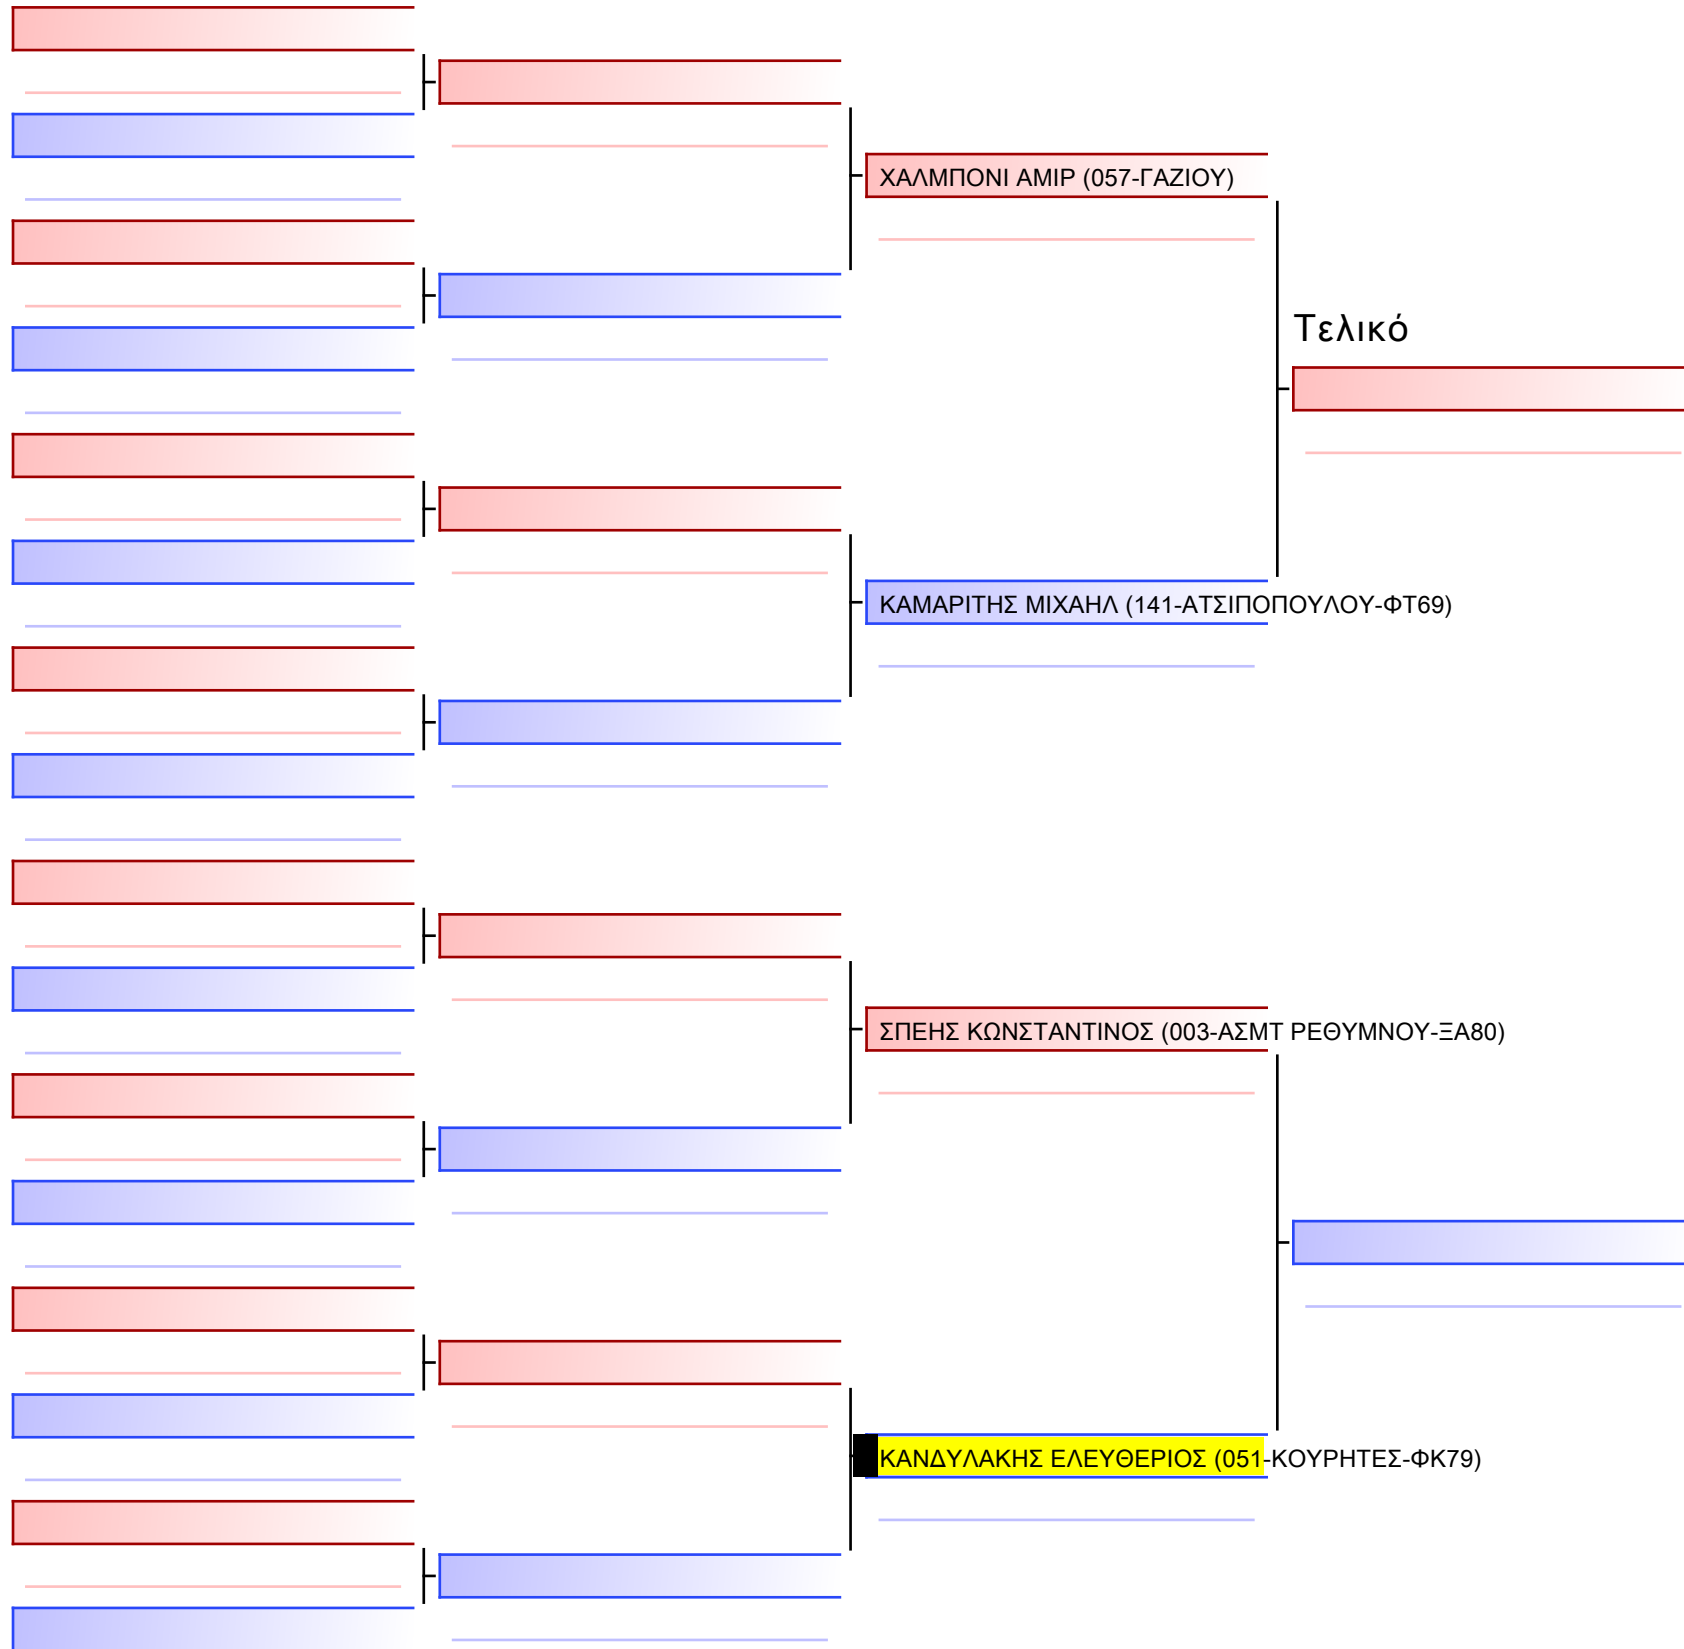 ΧΑΛΜΠΟΝΙ ΑΜΙΡ (057-ΓΑΖΙΟΥ)
Τελικό
ΚΑΜΑΡΙΤΗΣ ΜΙΧΑΗΛ (141-ΑΤΣΙΠΟΠΟΥΛΟΥ-ΦΤ69)
ΣΠΕΗΣ ΚΩΝΣΤΑΝΤΙΝΟΣ (003-ΑΣΜΤ ΡΕΘΥΜΝΟΥ-ΞΑ80)
ΚΑΝΔΥΛΑΚΗΣ ΕΛΕΥΘΕΡΙΟΣ (051-ΚΟΥΡΗΤΕΣ-ΦΚ79)